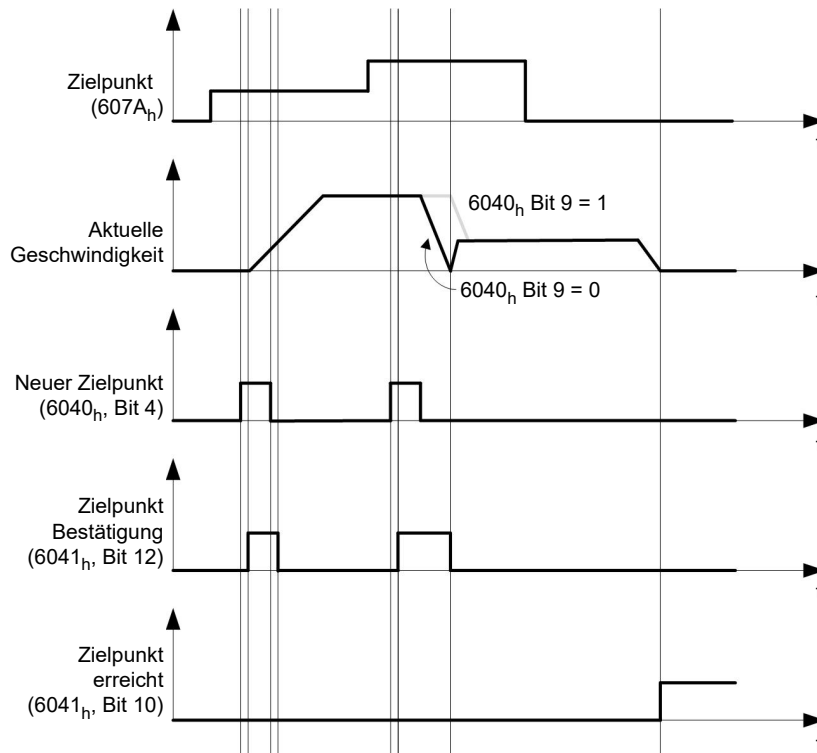 Zielpunkt
(607Aₕ)
Aktuelle
Geschwindigkeit
6040ₕ Bit 9 = 1
6040ₕ Bit 9 = 0
Neuer Zielpunkt
(6040ₕ, Bit 4)
Zielpunkt
Bestätigung
(6041ₕ, Bit 12)
Zielpunkt
erreicht
(6041ₕ, Bit 10)